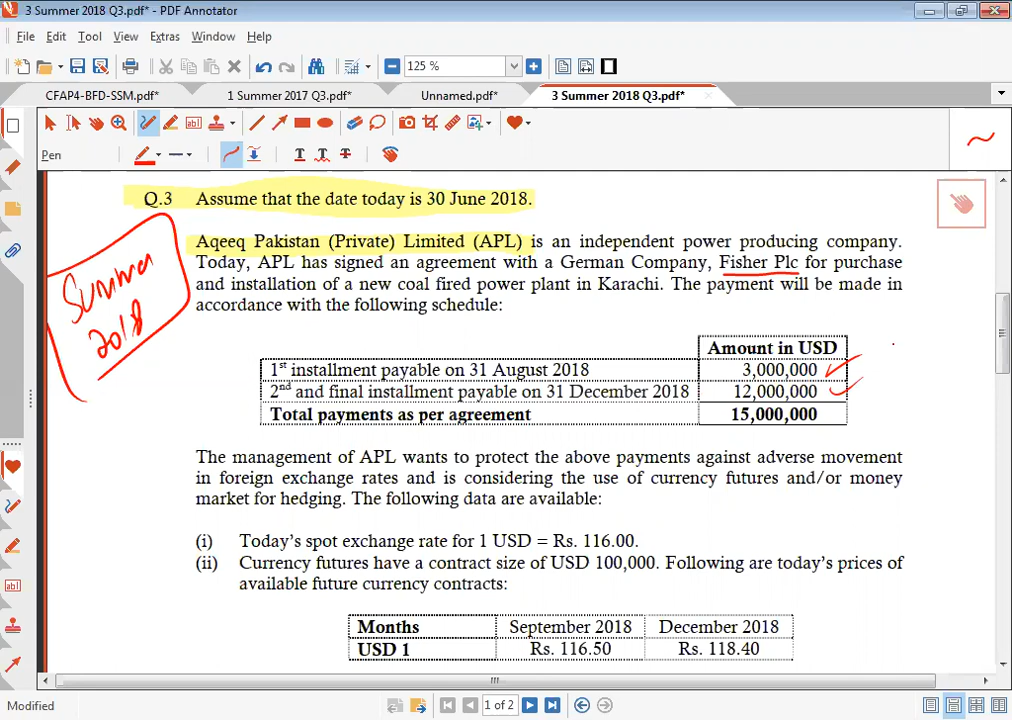 3 Summer 2018 Q3.pdf* - PDF Annotator
File Edit Tool View Extras Window Help
125 %
CFAP4-BFD-SSM.pdf* 1 Summer 2017 Q3.pdf* Unnamed.pdf* 3 Summer 2018 Q3.pdf*
Pen
Q.3 Assume that the date today is 30 June 2018.
Aqeeq Pakistan (Private) Limited (APL) is an independent power producing company.
Today, APL has signed an agreement with a German Company, Fisher Plc for purchase
and installation of a new coal fired power plant in Karachi. The payment will be made in
accordance with the following schedule:
Summer
2018
Amount in USD
1st installment payable on 31 August 2018 3,000,000
2nd and final installment payable on 31 December 2018 12,000,000
Total payments as per agreement 15,000,000
The management of APL wants to protect the above payments against adverse movement
in foreign exchange rates and is considering the use of currency futures and/or money
market for hedging. The following data are available:
(i) Today's spot exchange rate for 1 USD = Rs. 116.00.
(ii) Currency futures have a contract size of USD 100,000. Following are today's prices of
available future currency contracts:
Months September 2018 December 2018
USD 1 Rs. 116.50 Rs. 118.40
Modified 1 of 2